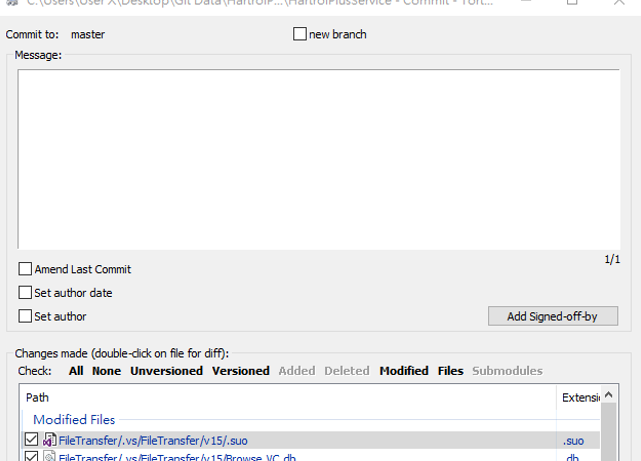 C:\Users\User X\Desktop\Git Data\HartrolP...\HartrolPlusService - Commit - Tort...
Commit to: master new branch
Message:
1/1
Amend Last Commit
Set author date
Set author Add Signed-off-by
Changes made (double-click on file for diff):
Check: All None Unversioned Versioned Added Deleted Modified Files Submodules
Path Extensi
Modified Files
FileTransfer/.vs/FileTransfer/v15/.suo .suo
FileTransfer/.vs/FileTransfer/v15/Browse.VC.db .db